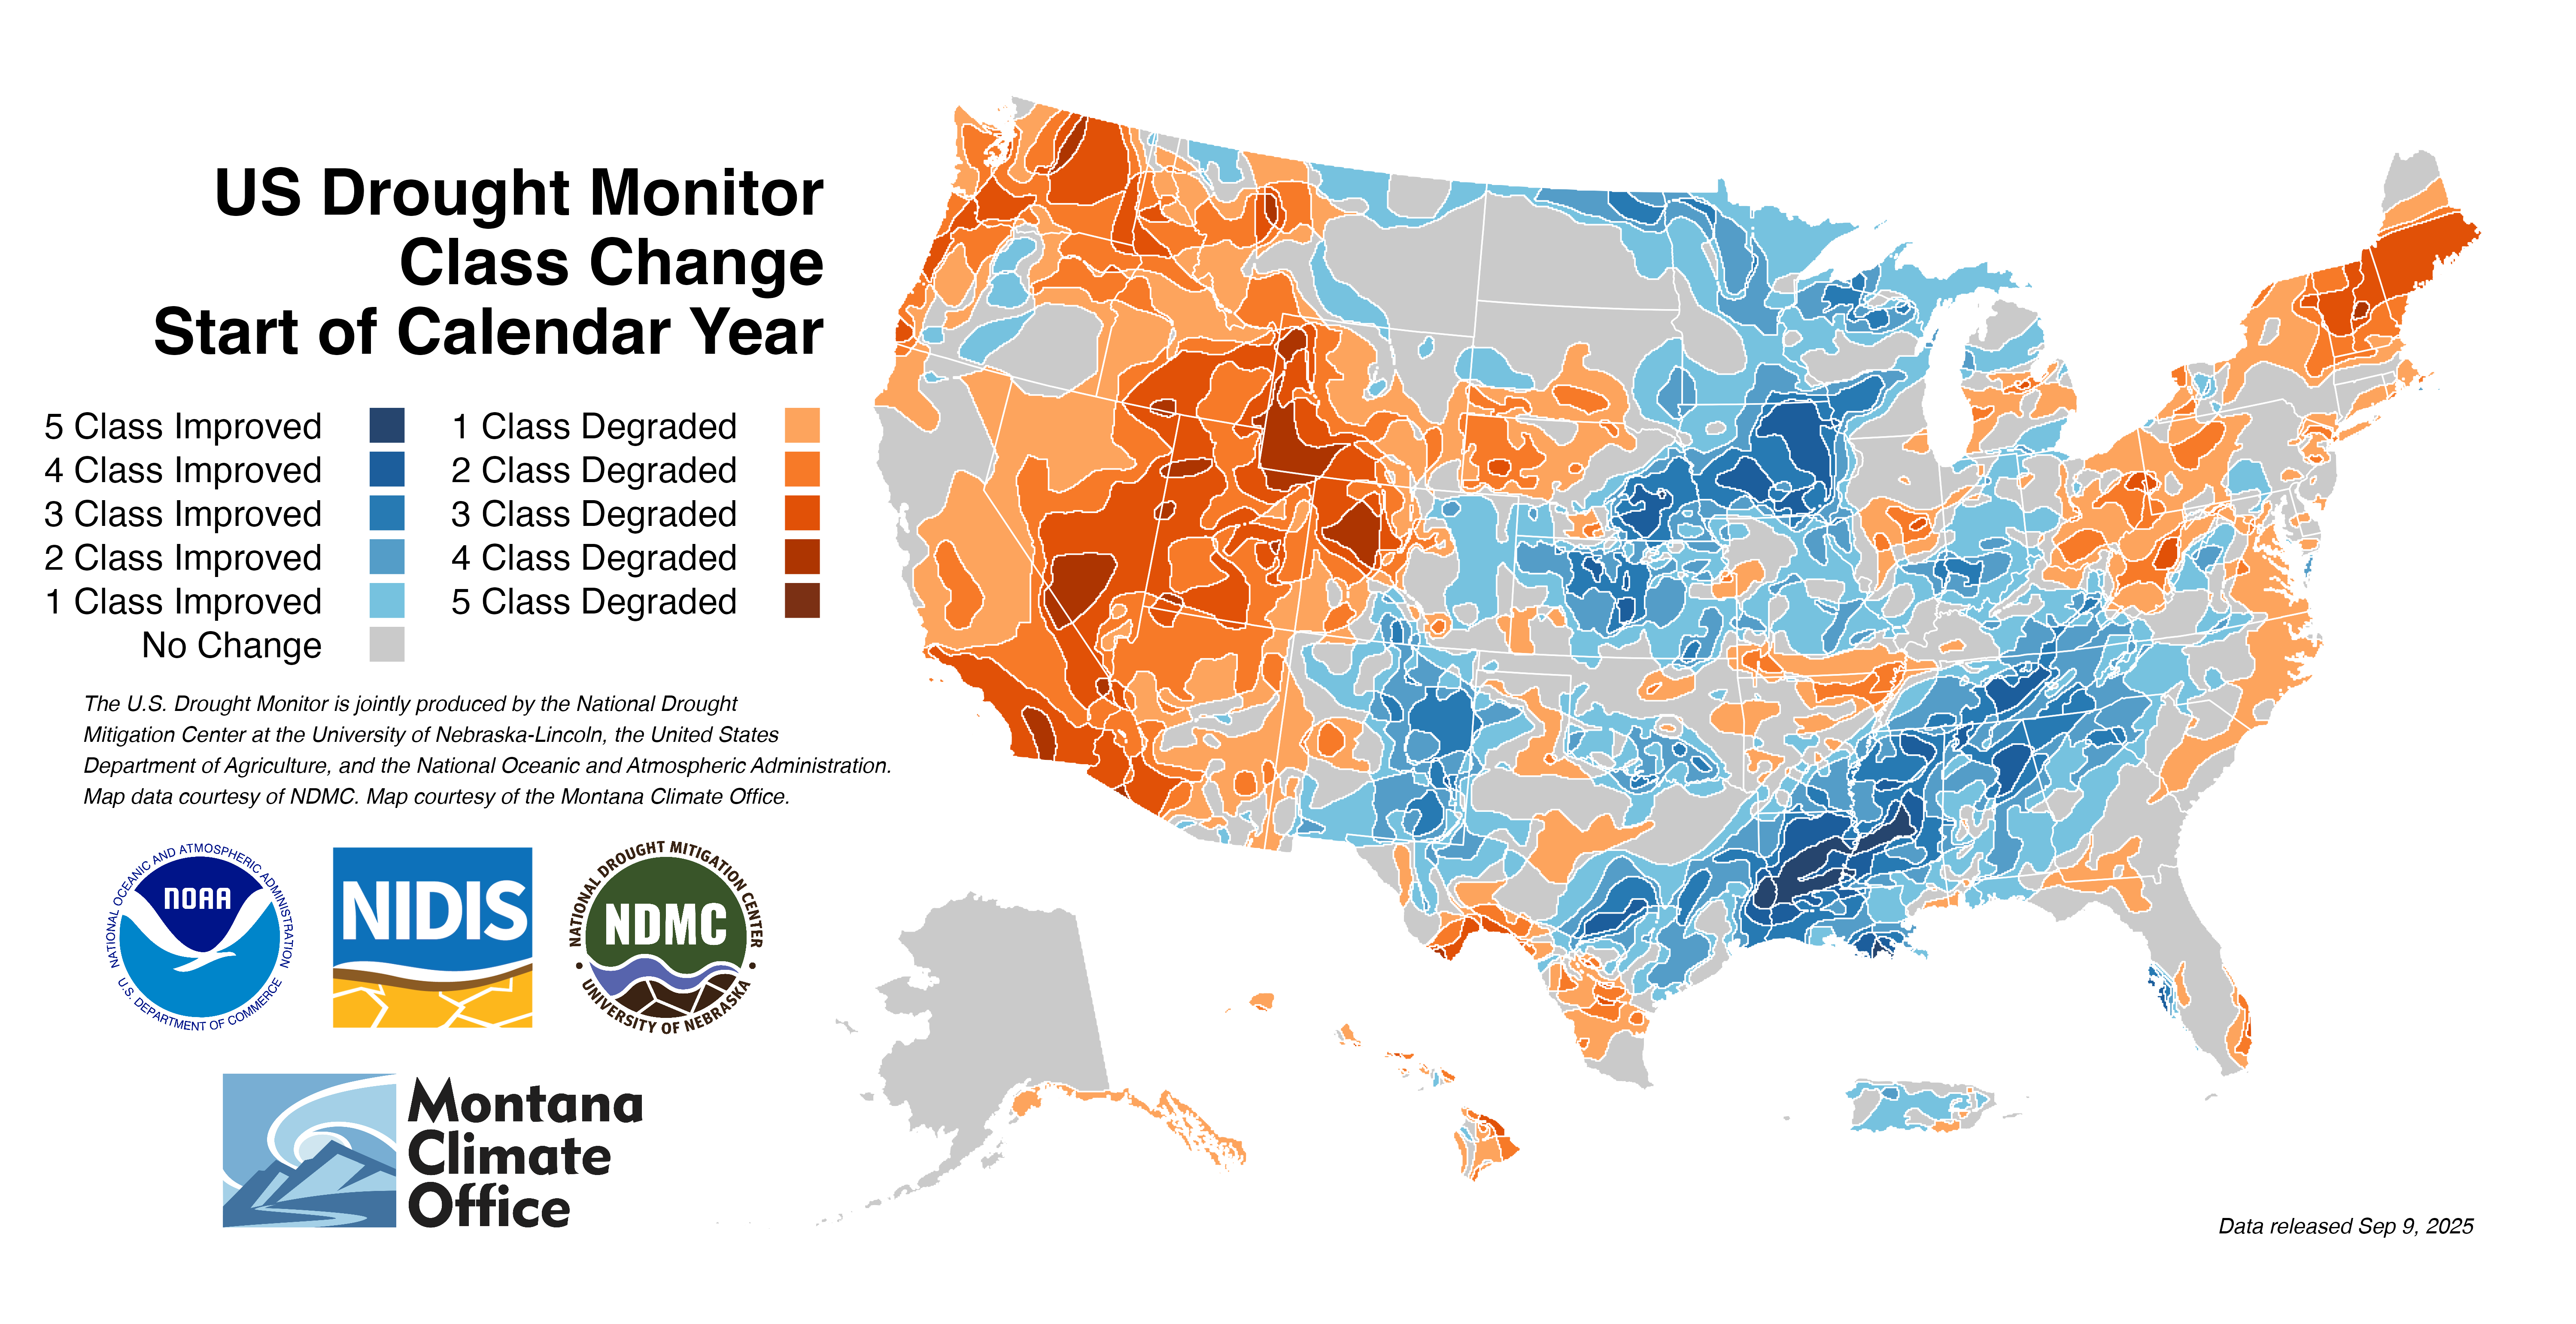 US Drought Monitor
Class Change
Start of Calendar Year
5 Class Improved
4 Class Improved
3 Class Improved
2 Class Improved
1 Class Improved
No Change
1 Class Degraded
2 Class Degraded
3 Class Degraded
4 Class Degraded
5 Class Degraded
The U.S. Drought Monitor is jointly produced by the National Drought
Mitigation Center at the University of Nebraska-Lincoln, the United States
Department of Agriculture, and the National Oceanic and Atmospheric Administration.
Map data courtesy of NDMC. Map courtesy of the Montana Climate Office.
NATIONAL OCEANIC AND ATMOSPHERIC ADMINISTRATION
NOAA
U.S. DEPARTMENT OF COMMERCE
NIDIS
NATIONAL DROUGHT MITIGATION CENTER
NDMC
UNIVERSITY OF NEBRASKA
Montana
Climate
Office
Data released Sep 9, 2025